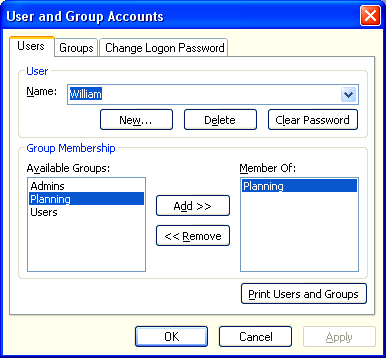 User and Group Accounts
Users Groups Change Logon Password
User
Name: William
New... Delete Clear Password
Group Membership
Available Groups:
Admins
Planning
Users
Add >>
<< Remove
Member Of:
Planning
Print Users and Groups
OK Cancel Apply